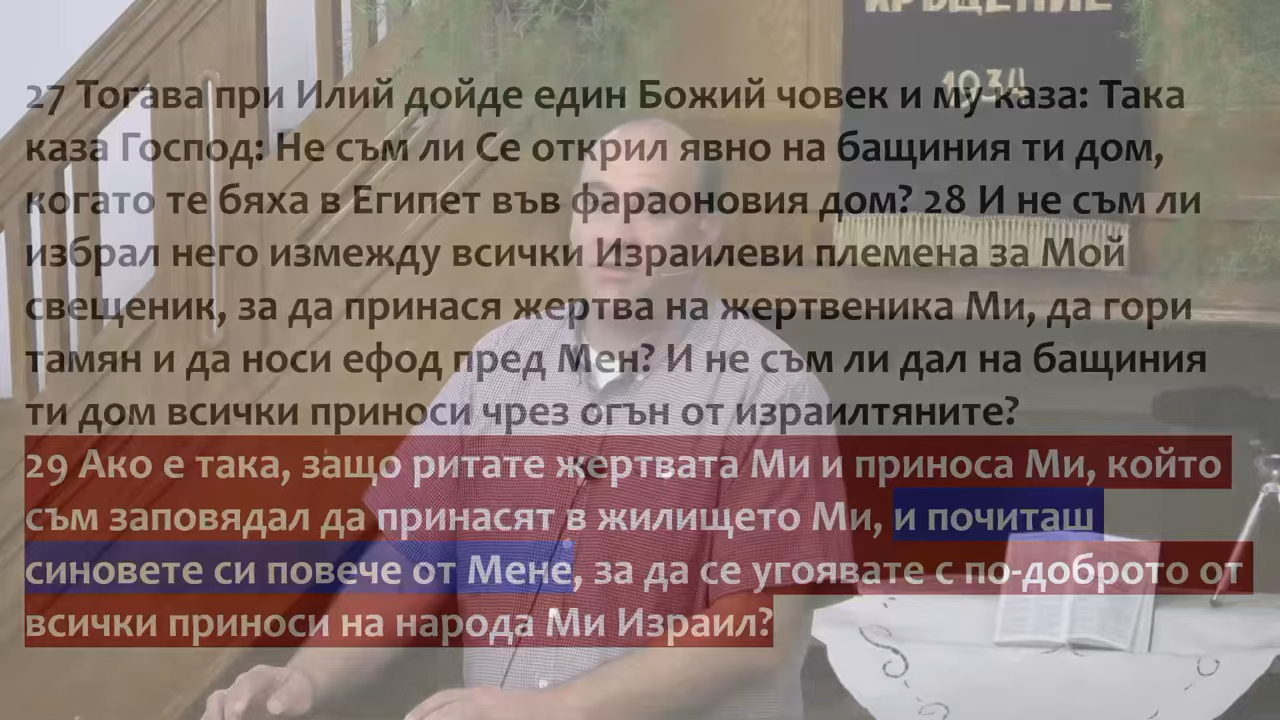 КРЪЩЕНИЕ
1934
27 Тогава при Илий дойде един Божий човек и му каза: Така
каза Господ: Не съм ли Се открил явно на бащиния ти дом,
когато те бяха в Египет във фараоновия дом? 28 И не съм ли
избрал него измежду всички Израилеви племена за Мой
свещеник, за да принася жертва на жертвеника Ми, да гори
тамян и да носи ефод пред Мен? И не съм ли дал на бащиния
ти дом всички приноси чрез огън от израилтяните?
29 Ако е така, защо ритате жертвата Ми и приноса Ми, който
съм заповядал да принасят в жилището Ми, и почиташ
синовете си повече от Мене, за да се угоявате с по-доброто от
всички приноси на народа Ми Израил?